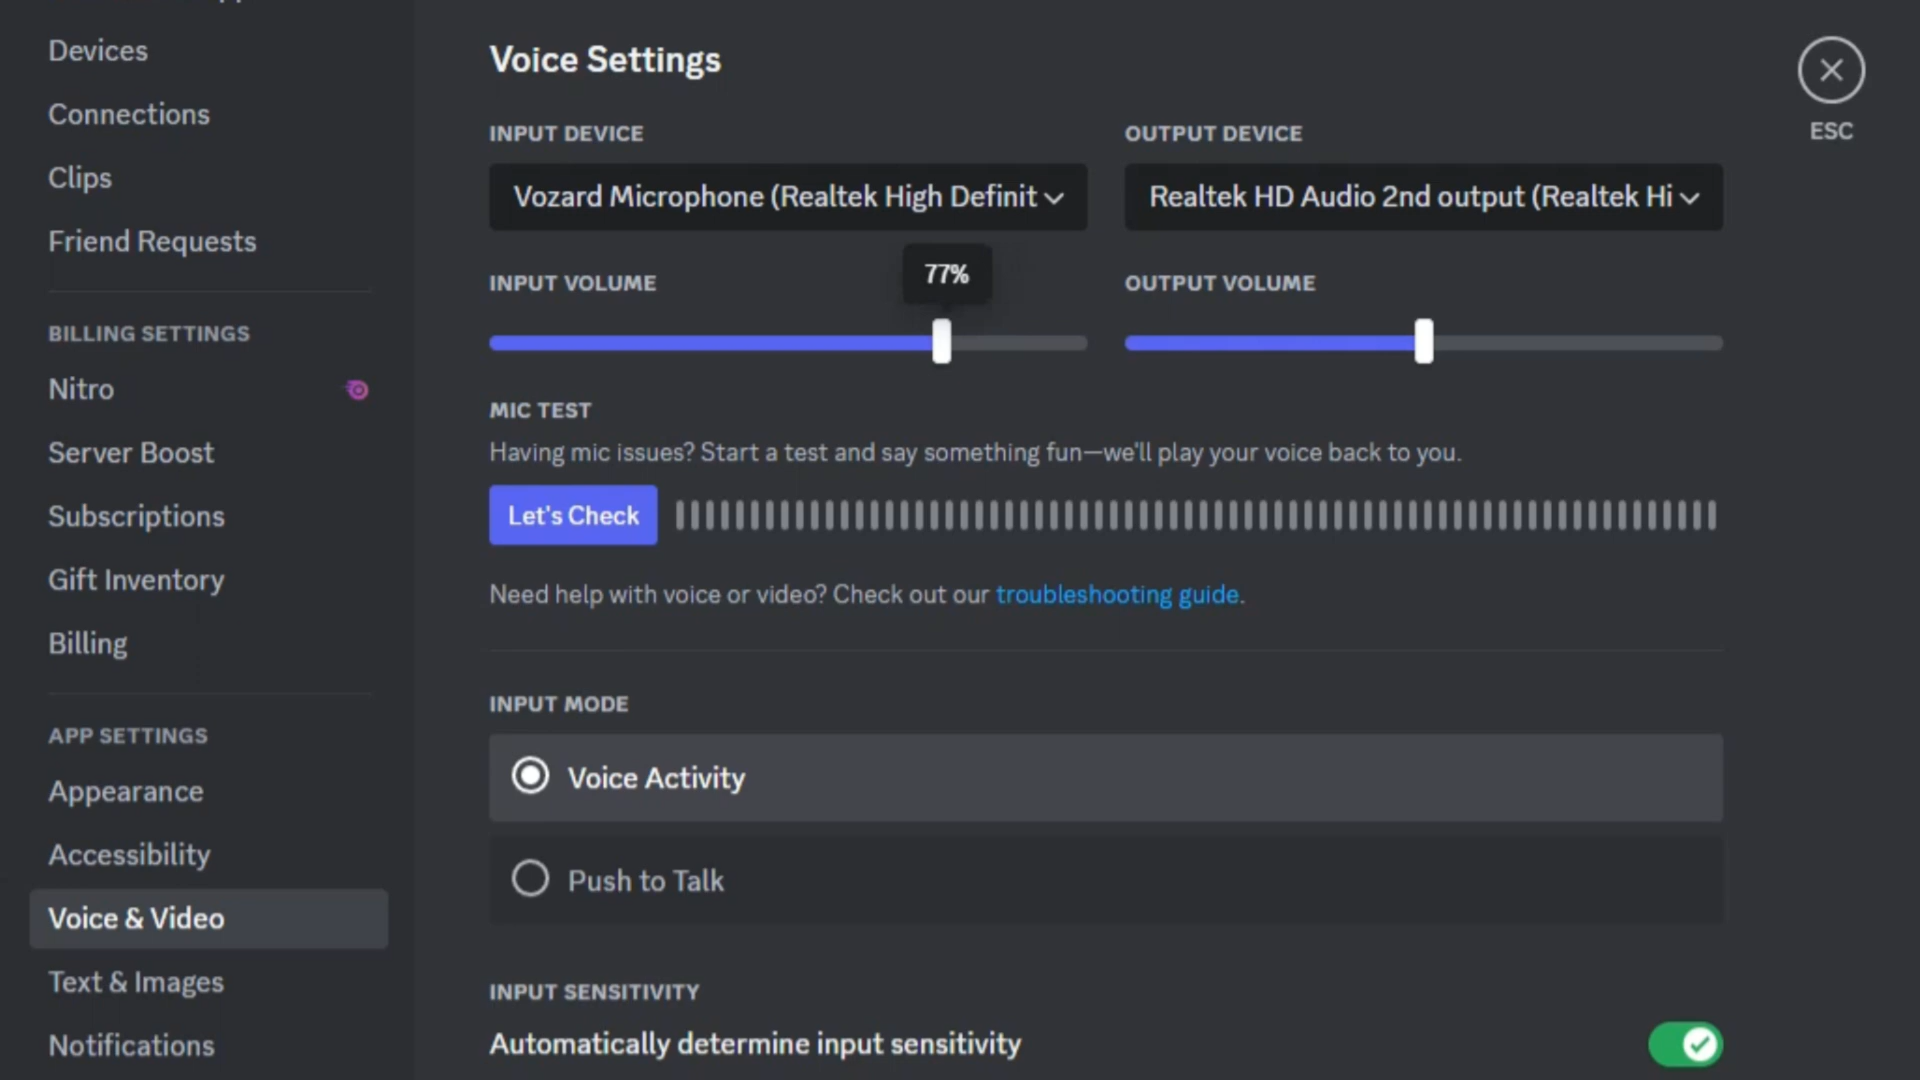 Devices
Connections
Clips
Friend Requests
BILLING SETTINGS
Nitro
Server Boost
Subscriptions
Gift Inventory
Billing
APP SETTINGS
Appearance
Accessibility
Voice & Video
Text & Images
Notifications
Voice Settings
INPUT DEVICE
Vozard Microphone (Realtek High Definit
OUTPUT DEVICE
Realtek HD Audio 2nd output (Realtek Hi
INPUT VOLUME
77%
OUTPUT VOLUME
MIC TEST
Having mic issues? Start a test and say something fun—we'll play your voice back to you.
Let's Check
Need help with voice or video? Check out our troubleshooting guide.
INPUT MODE
Voice Activity
Push to Talk
INPUT SENSITIVITY
Automatically determine input sensitivity
ESC